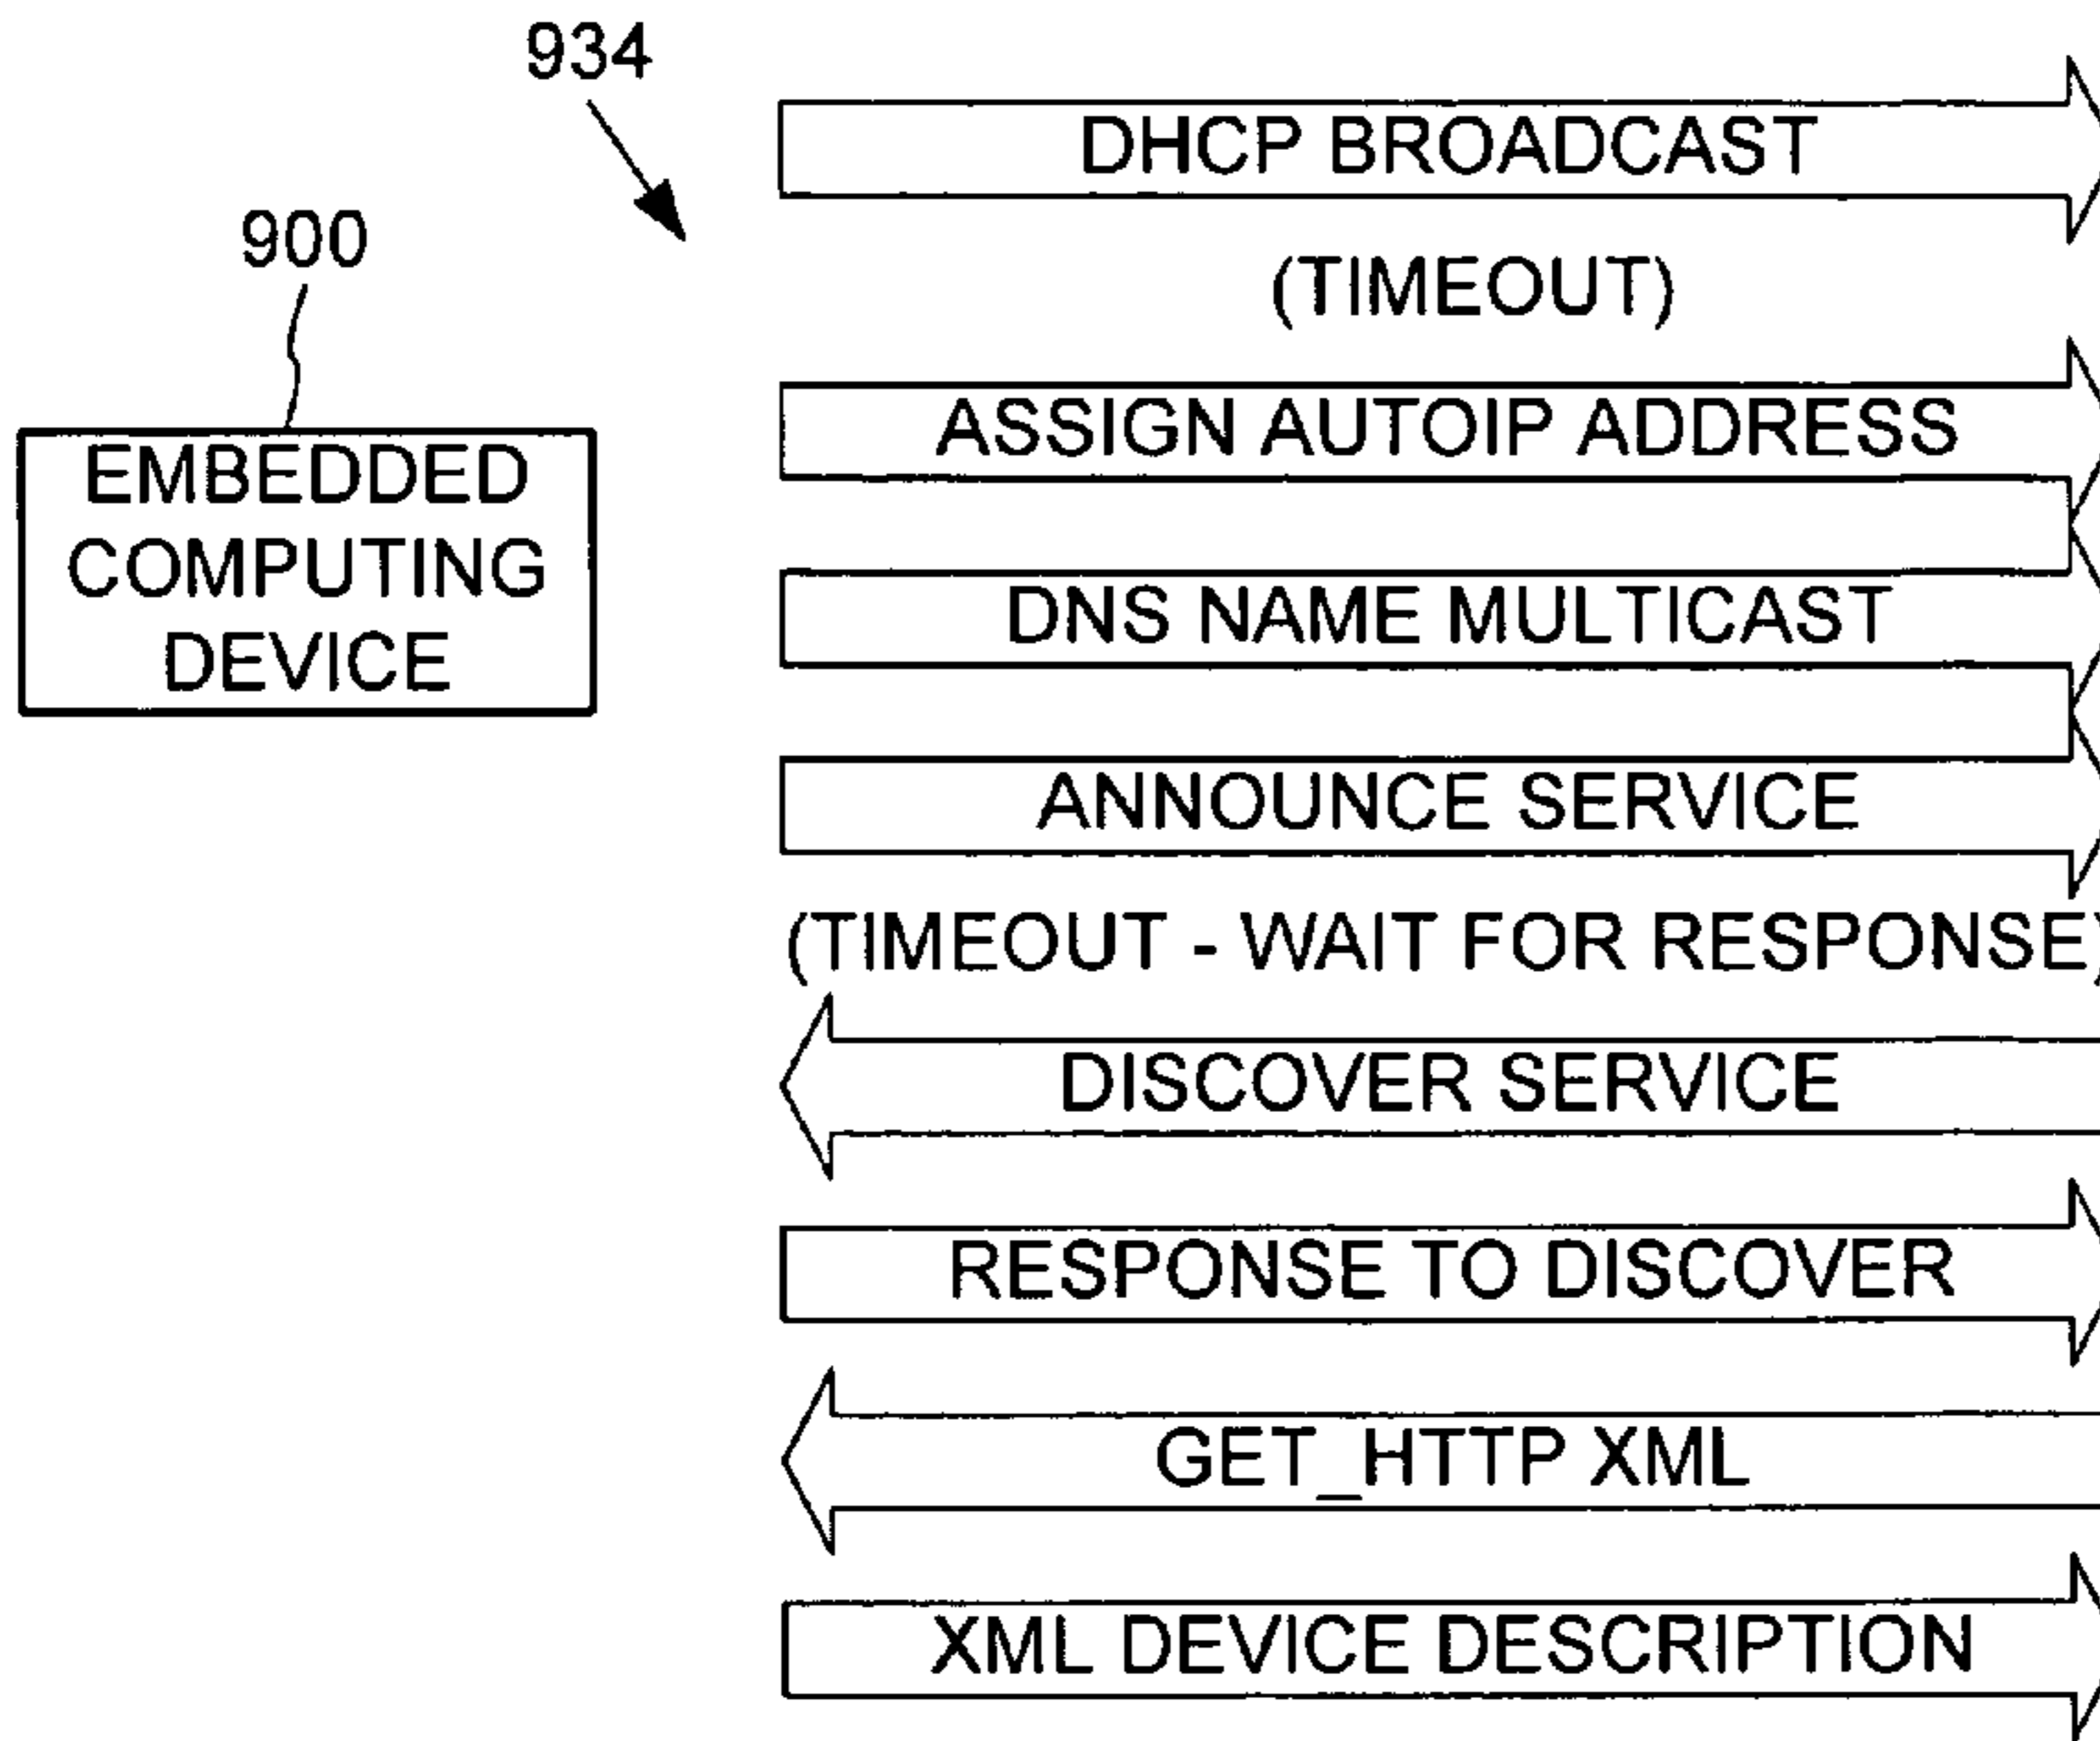 934
DHCP BROADCAST
900
(TIMEOUT)
ASSIGN AUTOIP ADDRESS
EMBEDDED
COMPUTING
DEVICE
DNS NAME MULTICAST
ANNOUNCE SERVICE
(TIMEOUT - WAIT FOR RESPONSE)
DISCOVER SERVICE
RESPONSE TO DISCOVER
GET_HTTP XML
XML DEVICE DESCRIPTION